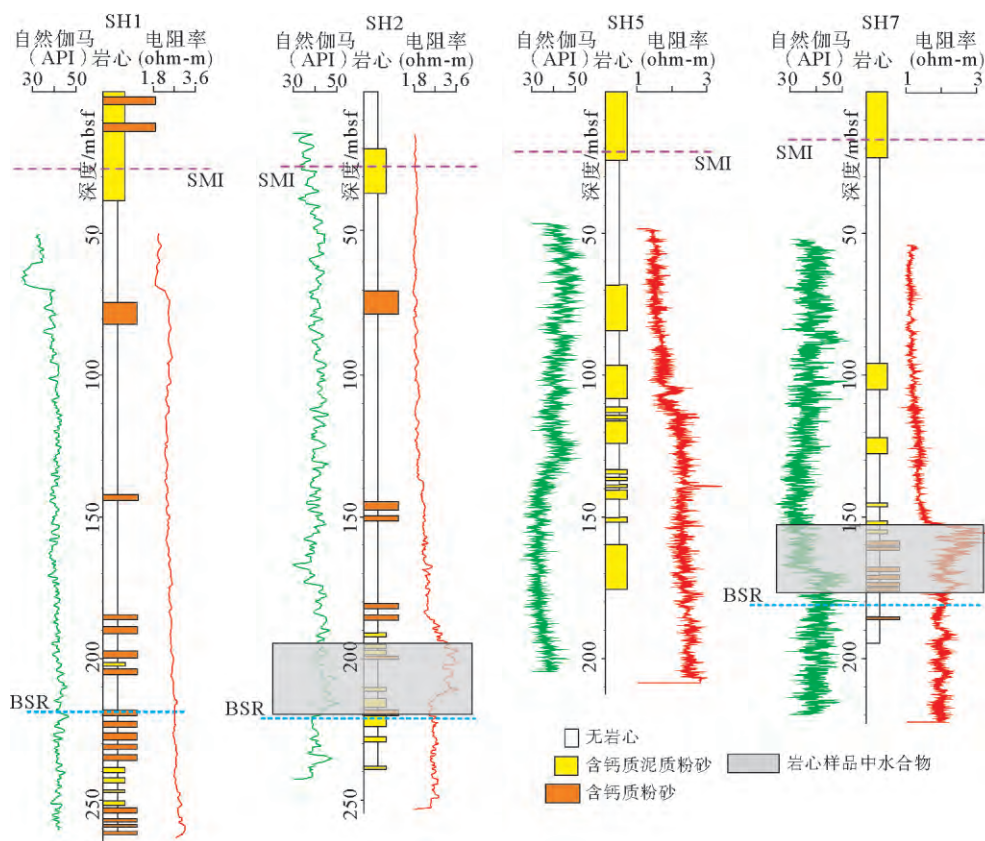 SH1
自然伽马 电阻率
（API）岩心（ohm-m)
30 50 1.8 3.6
深度/mbsf
SMI
50
100
150
200
BSR
250
SH2
自然伽马 电阻率
（API）岩心 (ohm-m)
30 50 1.8 3.6
深度/mbsf
SMI
50
100
150
200
BSR
250
SH5
自然伽马 电阻率
（API）岩心（ohm-m）
30 50 1 3
深度/mbsf
SMI
50
100
150
200
SH7
自然伽马 电阻率
（API）岩心（ohm-m）
30 50 1 3
深度/mbsf
SMI
50
100
150
BSR
200
无岩心
含钙质泥质粉砂
岩心样品中水合物
含钙质粉砂